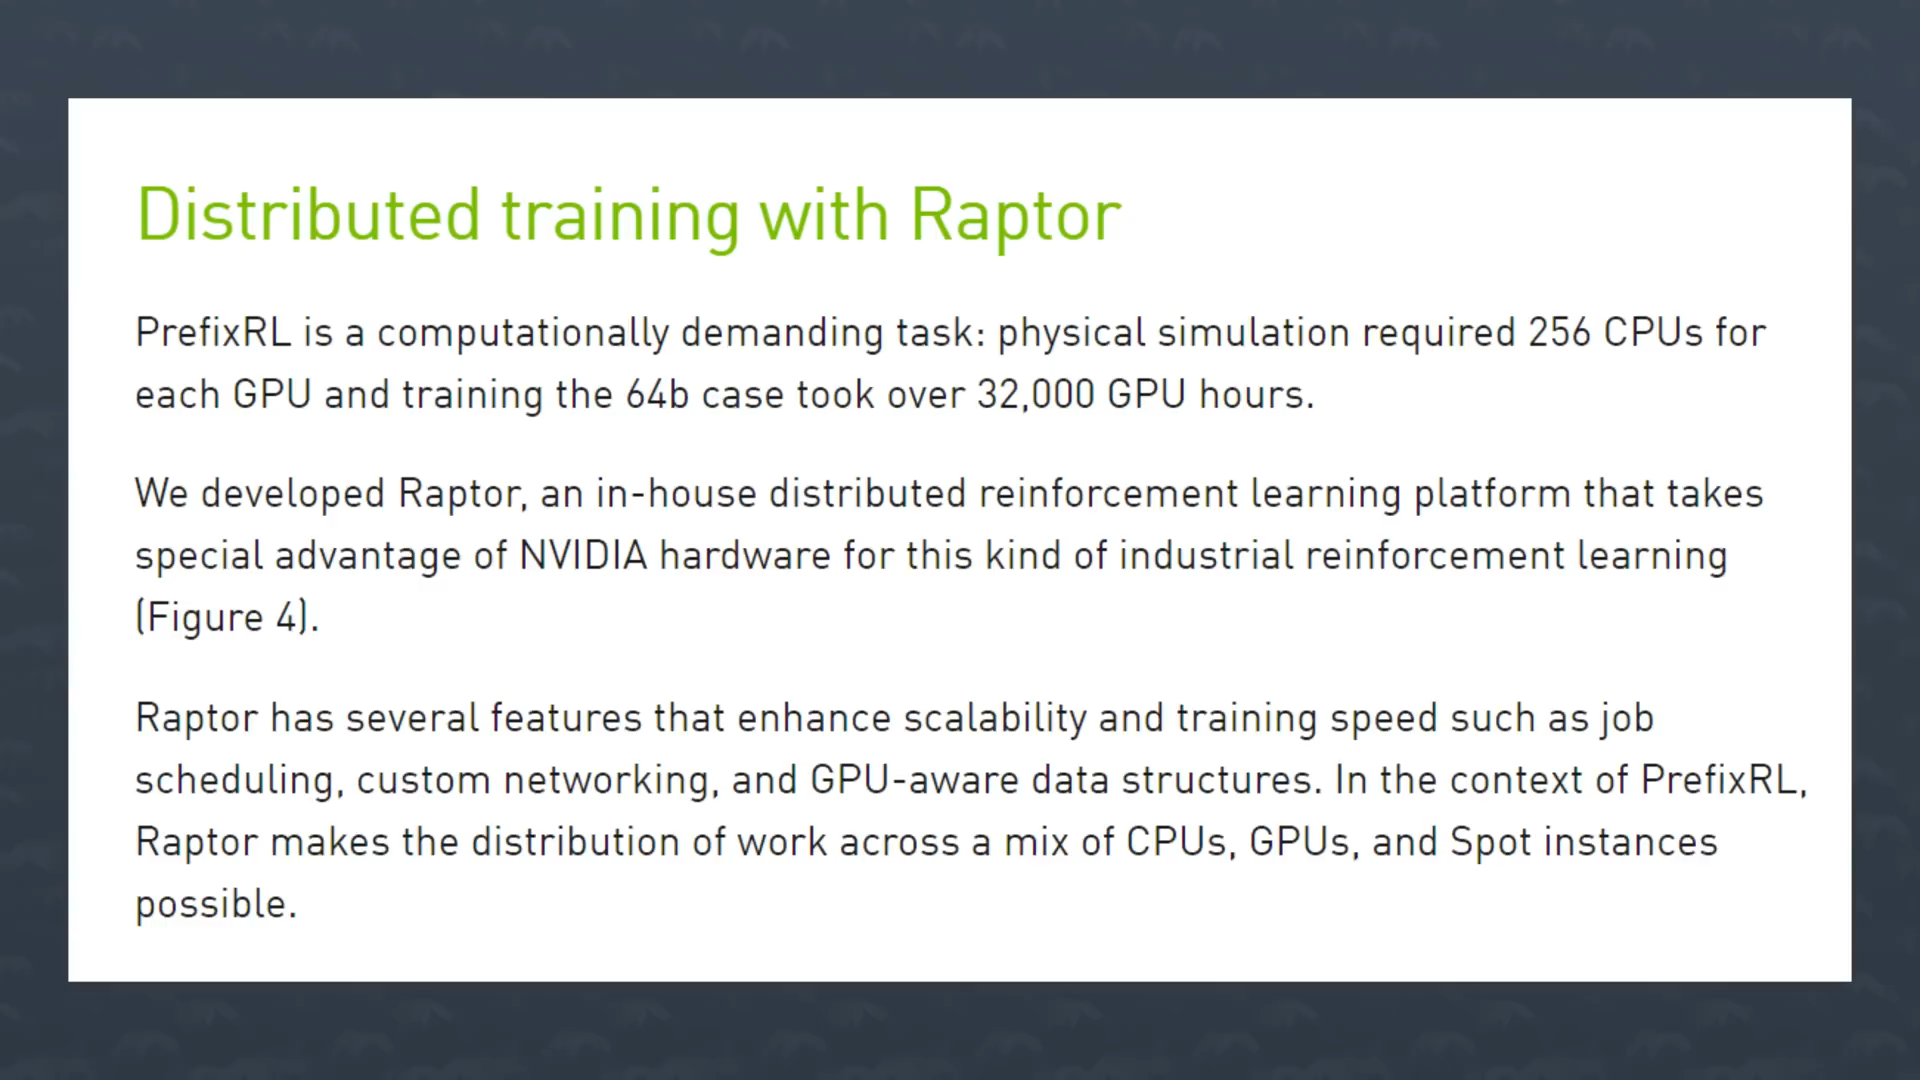 Distributed training with Raptor
PrefixRL is a computationally demanding task: physical simulation required 256 CPUs for
each GPU and training the 64b case took over 32,000 GPU hours.
We developed Raptor, an in-house distributed reinforcement learning platform that takes
special advantage of NVIDIA hardware for this kind of industrial reinforcement learning
(Figure 4).
Raptor has several features that enhance scalability and training speed such as job
scheduling, custom networking, and GPU-aware data structures. In the context of PrefixRL,
Raptor makes the distribution of work across a mix of CPUs, GPUs, and Spot instances
possible.